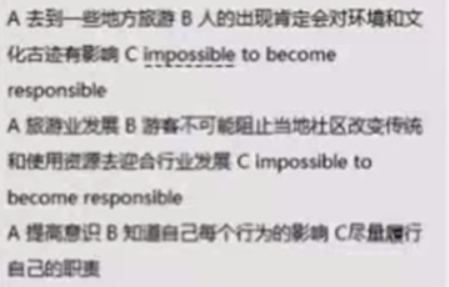 A 去到一些地方旅游 B 人的出现肯定会对环境和文
化古迹有影响 C impossible to become
responsible
A 旅游业发展 B 游客不可能阻止当地社区改变传统
和使用资源去迎合行业发展 C impossible to
become responsible
A 提高意识 B 知道自己每个行为的影响 C尽量履行
自己的职责